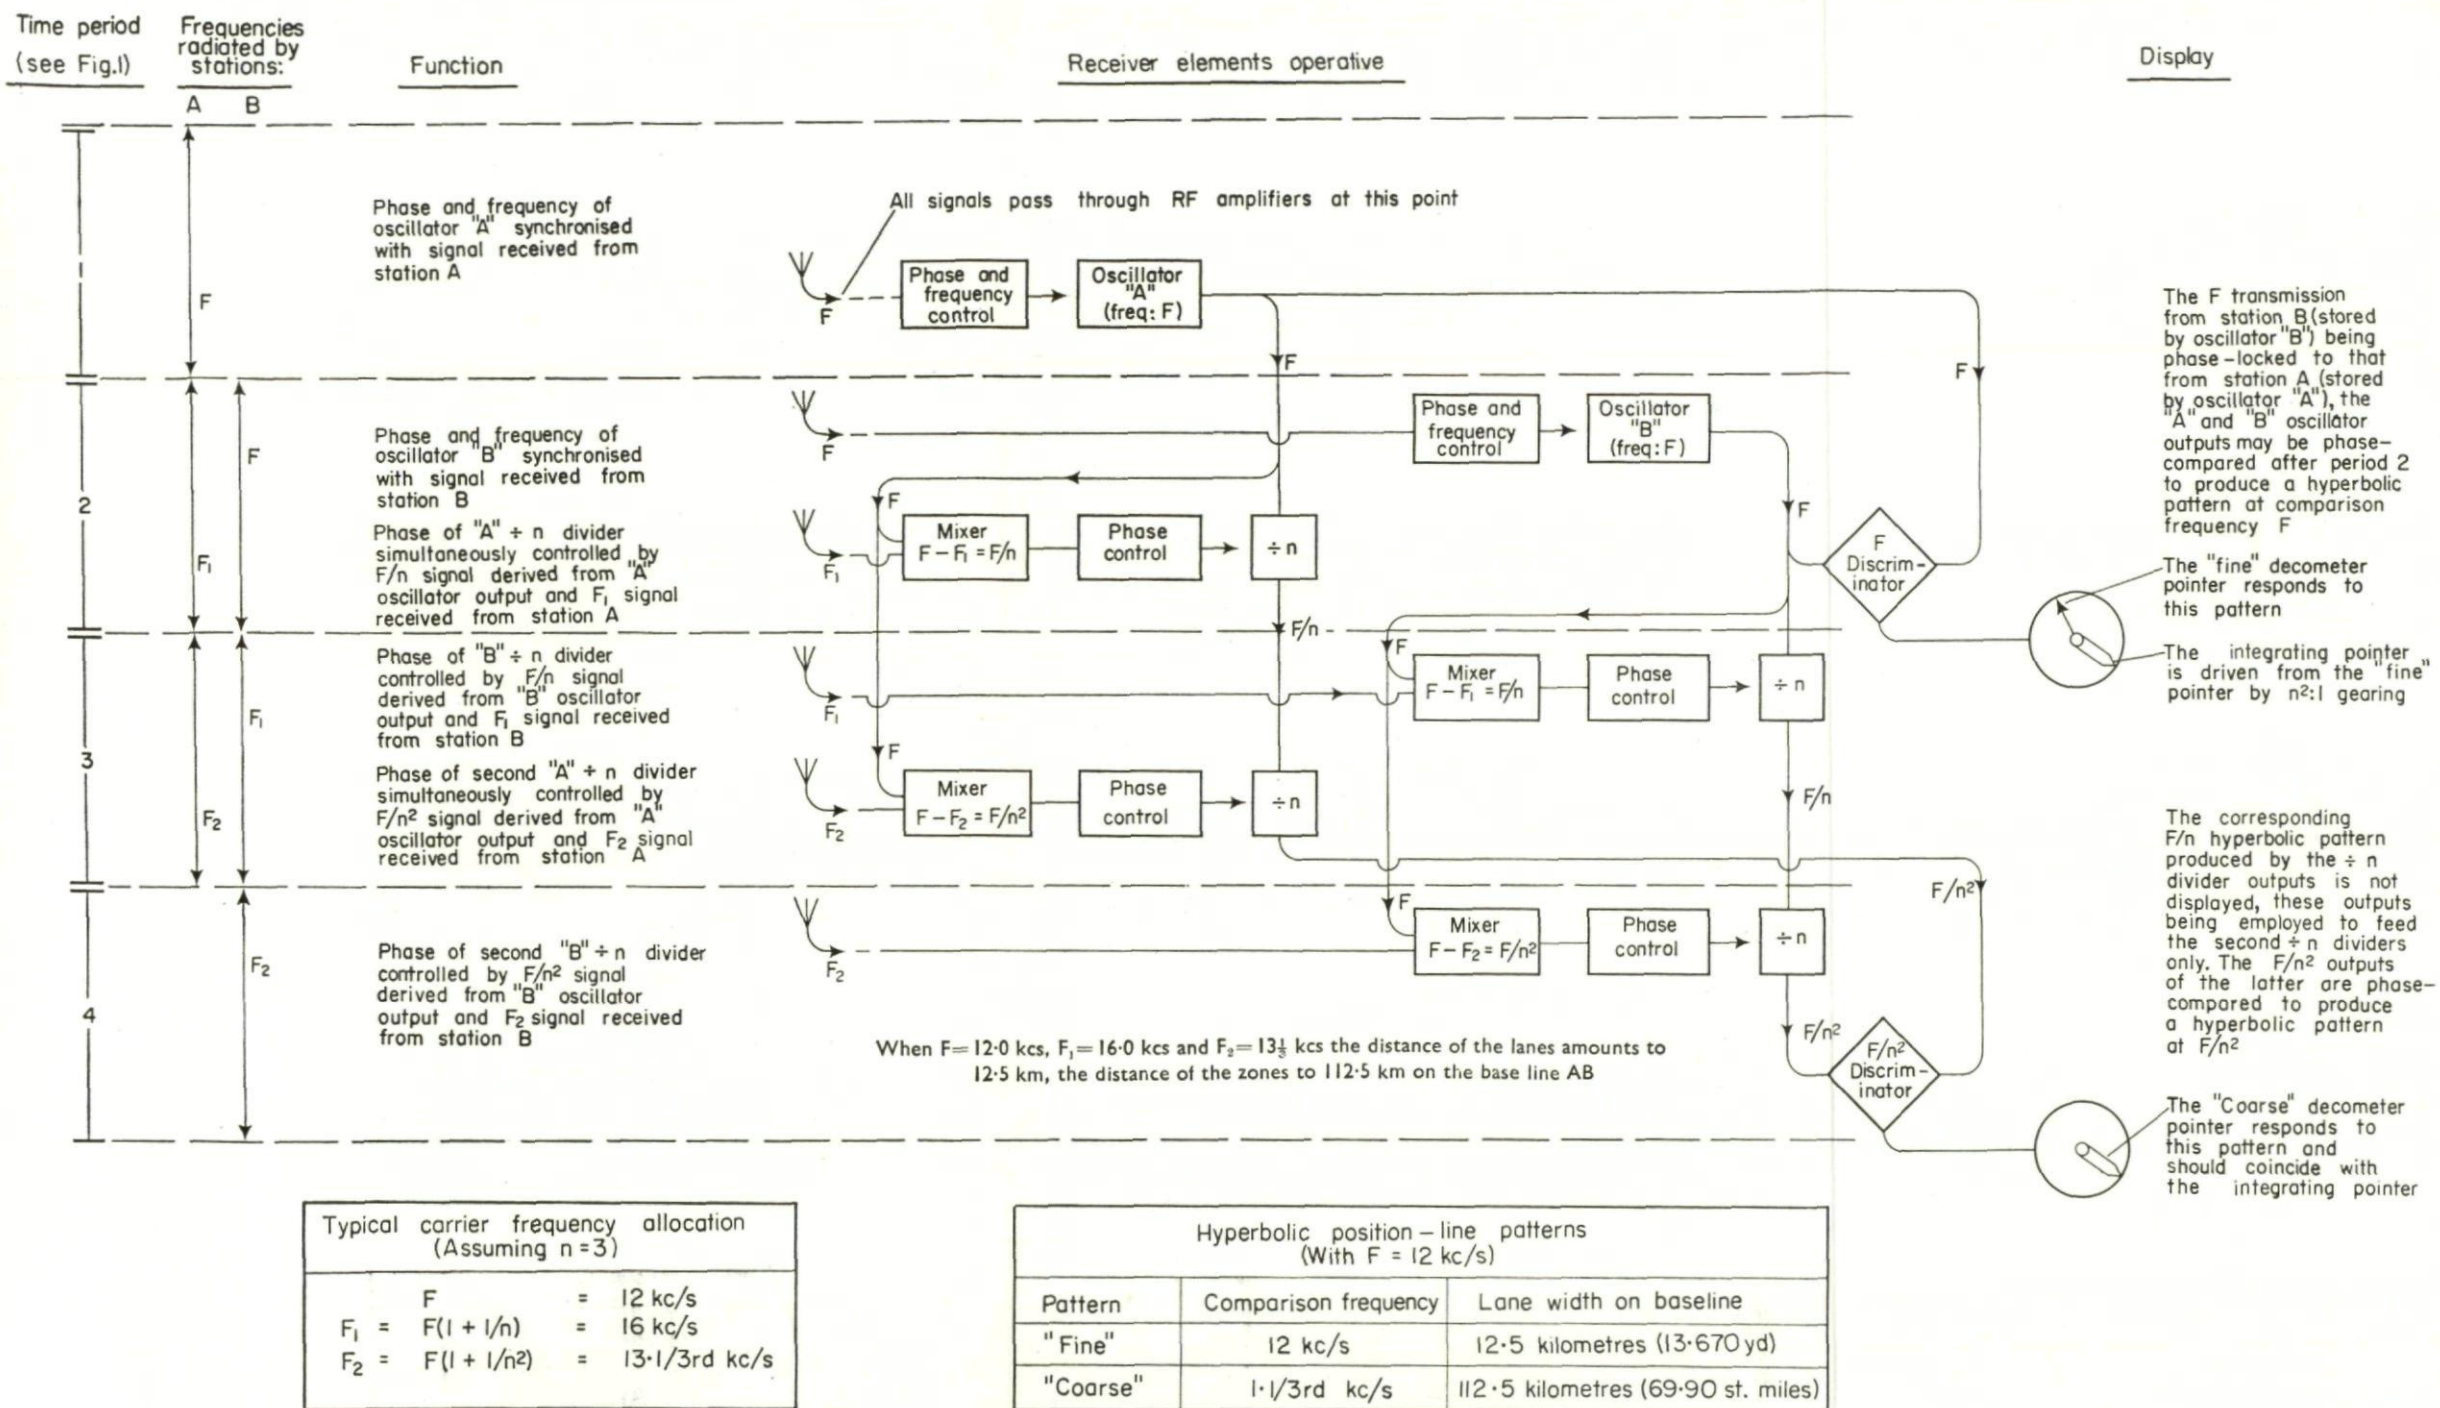 Time period
(see Fig.1)
Frequencies
radiated by
stations:
A B
Function
Receiver elements operative
Display
1
F
Phase and frequency of
oscillator "A" synchronised
with signal received from
station A
All signals pass through RF amplifiers at this point
F
Phase and
frequency
control
Oscillator
"A"
(freq: F)
F
F
The F transmission
from station B (stored
by oscillator "B") being
phase-locked to that
from station A (stored
by oscillator "A"), the
"A" and "B" oscillator
outputs may be phase-
compared after period 2
to produce a hyperbolic
pattern at comparison
frequency F
2
F₁
F
Phase and frequency of
oscillator "B" synchronised
with signal received from
station B
F
Phase and
frequency
control
Oscillator
"B"
(freq: F)
F
Phase of "A" ÷ n divider
simultaneously controlled by
F/n signal derived from "A"
oscillator output and F₁ signal
received from station A
F
F₁
Mixer
F - F₁ = F/n
Phase
control
÷ n
F/n
F
Discrim-
inator
The "fine" decometer
pointer responds to
this pattern
The integrating pointer
is driven from the "fine"
pointer by n²:1 gearing
3
F₂
F₁
Phase of "B" ÷ n divider
controlled by F/n signal
derived from "B" oscillator
output and F₁ signal received
from station B
F₁
F
Mixer
F - F₁ = F/n
Phase
control
÷ n
F/n
Phase of second "A" ÷ n divider
simultaneously controlled by
F/n² signal derived from "A"
oscillator output and F₂ signal
received from station A
F
F₂
Mixer
F - F₂ = F/n²
Phase
control
÷ n
F/n²
The corresponding
F/n hyperbolic pattern
produced by the ÷ n
divider outputs is not
displayed, these outputs
being employed to feed
the second ÷ n dividers
only. The F/n² outputs
of the latter are phase-
compared to produce
a hyperbolic pattern
at F/n²
4
F₂
Phase of second "B" ÷ n divider
controlled by F/n² signal
derived from "B" oscillator
output and F₂ signal received
from station B
F₂
F
Mixer
F - F₂ = F/n²
Phase
control
÷ n
F/n²
F/n²
Discrim-
inator
When F = 12·0 kcs, F₁ = 16·0 kcs and F₂ = 13⅓ kcs the distance of the lanes amounts to
12·5 km, the distance of the zones to 112·5 km on the base line AB
The "Coarse" decometer
pointer responds to
this pattern and
should coincide with
the integrating pointer
Typical carrier frequency allocation
(Assuming n = 3)
F = 12 kc/s
F₁ = F(1 + 1/n) = 16 kc/s
F₂ = F(1 + 1/n²) = 13·1/3rd kc/s
Hyperbolic position - line patterns
(With F = 12 kc/s)
Pattern Comparison frequency Lane width on baseline
"Fine" 12 kc/s 12·5 kilometres (13·670 yd)
"Coarse" 1·1/3rd kc/s 112·5 kilometres (69·90 st. miles)